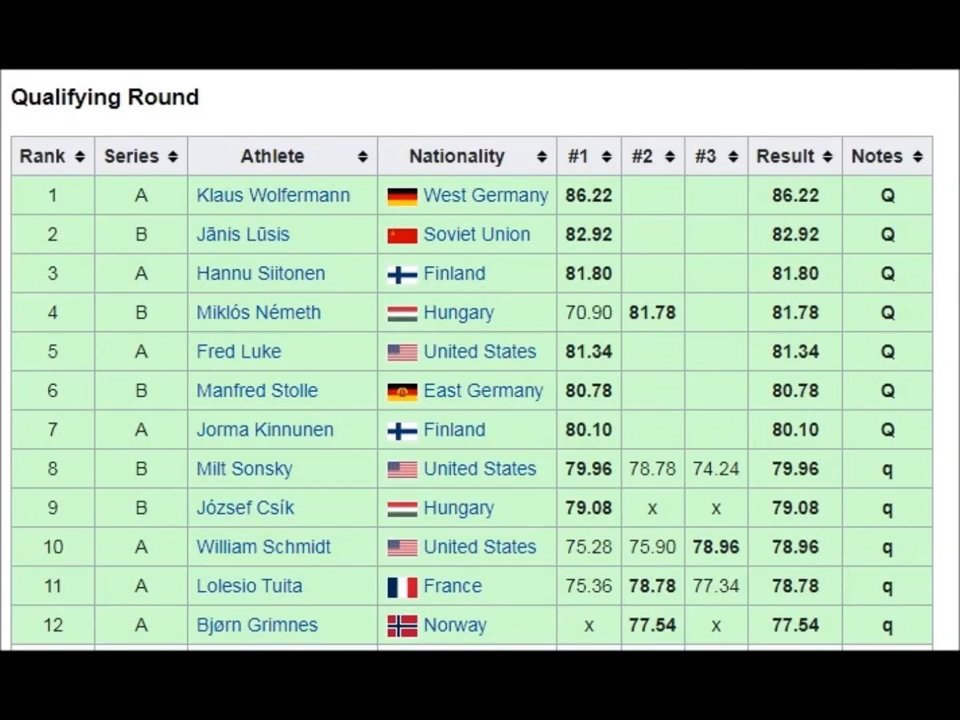 Qualifying Round
Rank Series Athlete Nationality #1 #2 #3 Result Notes
1 A Klaus Wolfermann West Germany 86.22 86.22 Q
2 B Jānis Lūsis Soviet Union 82.92 82.92 Q
3 A Hannu Siitonen Finland 81.80 81.80 Q
4 B Miklós Németh Hungary 70.90 81.78 81.78 Q
5 A Fred Luke United States 81.34 81.34 Q
6 B Manfred Stolle East Germany 80.78 80.78 Q
7 A Jorma Kinnunen Finland 80.10 80.10 Q
8 B Milt Sonsky United States 79.96 78.78 74.24 79.96 q
9 B József Csík Hungary 79.08 x x 79.08 q
10 A William Schmidt United States 75.28 75.90 78.96 78.96 q
11 A Lolesio Tuita France 75.36 78.78 77.34 78.78 q
12 A Bjørn Grimnes Norway x 77.54 x 77.54 q